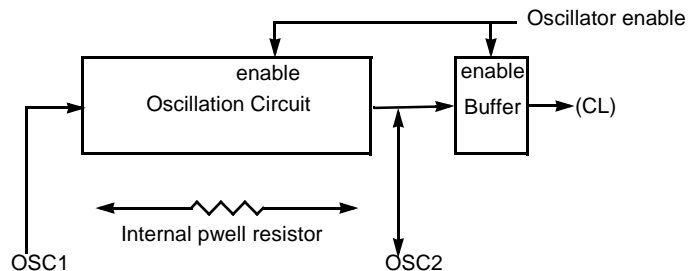 Oscillator enable
enable
enable
Oscillation Circuit
Buffer
(CL)
Internal pwell resistor
OSC1
OSC2